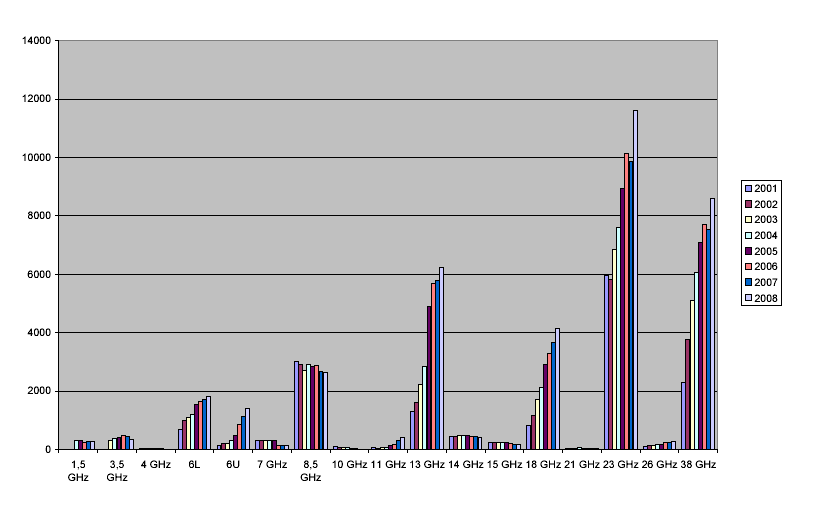 14000
12000
10000
8000
6000
4000
2000
0
1,5 GHz
3,5 GHz
4 GHz
6L
6U
7 GHz
8,5 GHz
10 GHz
11 GHz
13 GHz
14 GHz
15 GHz
18 GHz
21 GHz
23 GHz
26 GHz
38 GHz
2001
2002
2003
2004
2005
2006
2007
2008